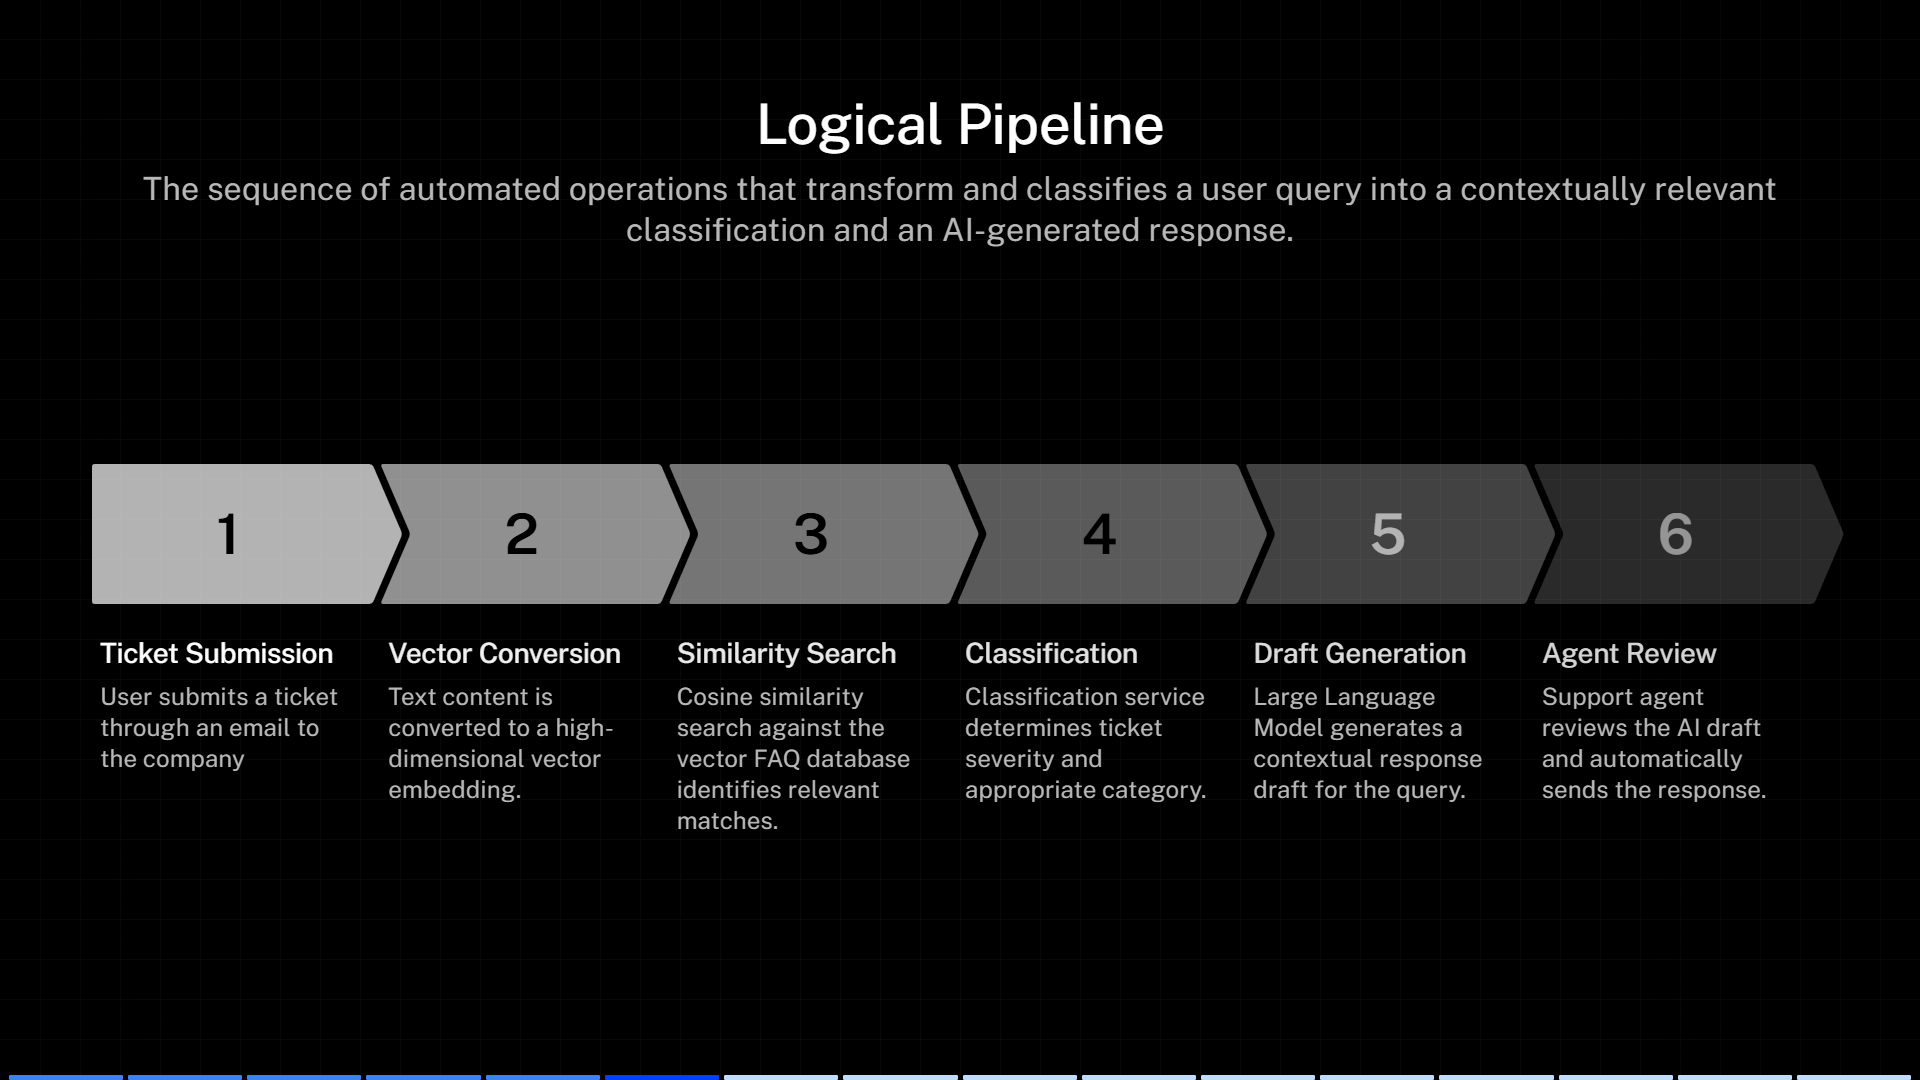 Logical Pipeline
The sequence of automated operations that transform and classifies a user query into a contextually relevant
classification and an AI-generated response.
1
2
3
4
5
6
Ticket Submission
User submits a ticket
through an email to
the company
Vector Conversion
Text content is
converted to a high-
dimensional vector
embedding.
Similarity Search
Cosine similarity
search against the
vector FAQ database
identifies relevant
matches.
Classification
Classification service
determines ticket
severity and
appropriate category.
Draft Generation
Large Language
Model generates a
contextual response
draft for the query.
Agent Review
Support agent
reviews the AI draft
and automatically
sends the response.